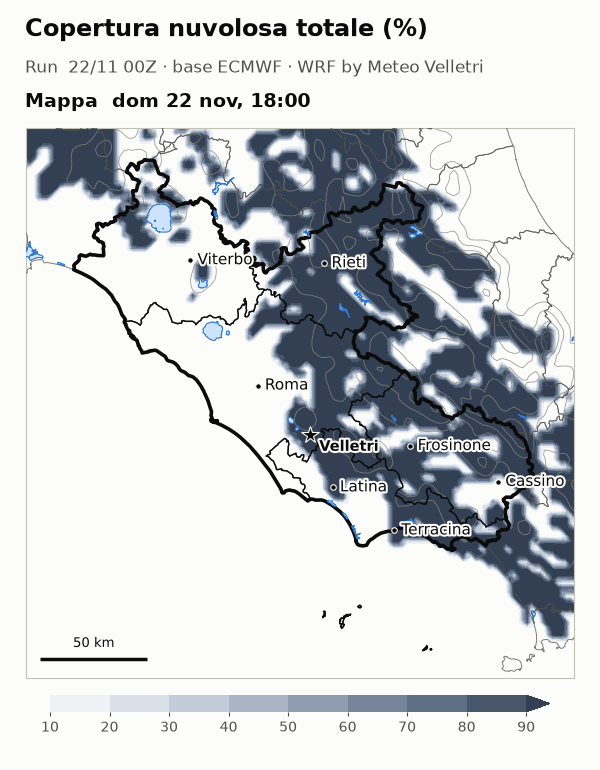 Copertura nuvolosa totale (%)
Run  22/11 00Z · base ECMWF · WRF by Meteo Velletri
Mappa  dom 22 nov, 18:00
Viterbo
Rieti
Roma
Velletri
Frosinone
Latina
Cassino
Terracina
50 km
10 20 30 40 50 60 70 80 90